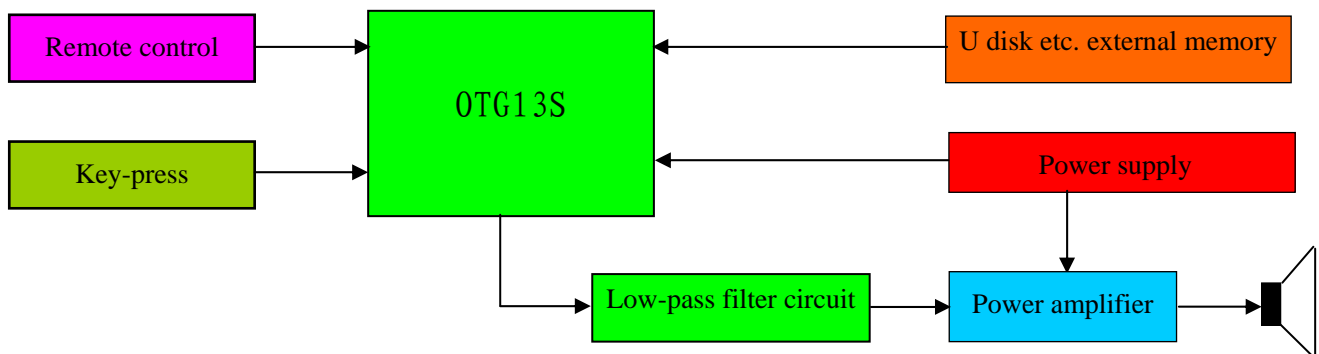 Remote control
U disk etc. external memory
OTG13S
Key-press
Power supply
Low-pass filter circuit
Power amplifier